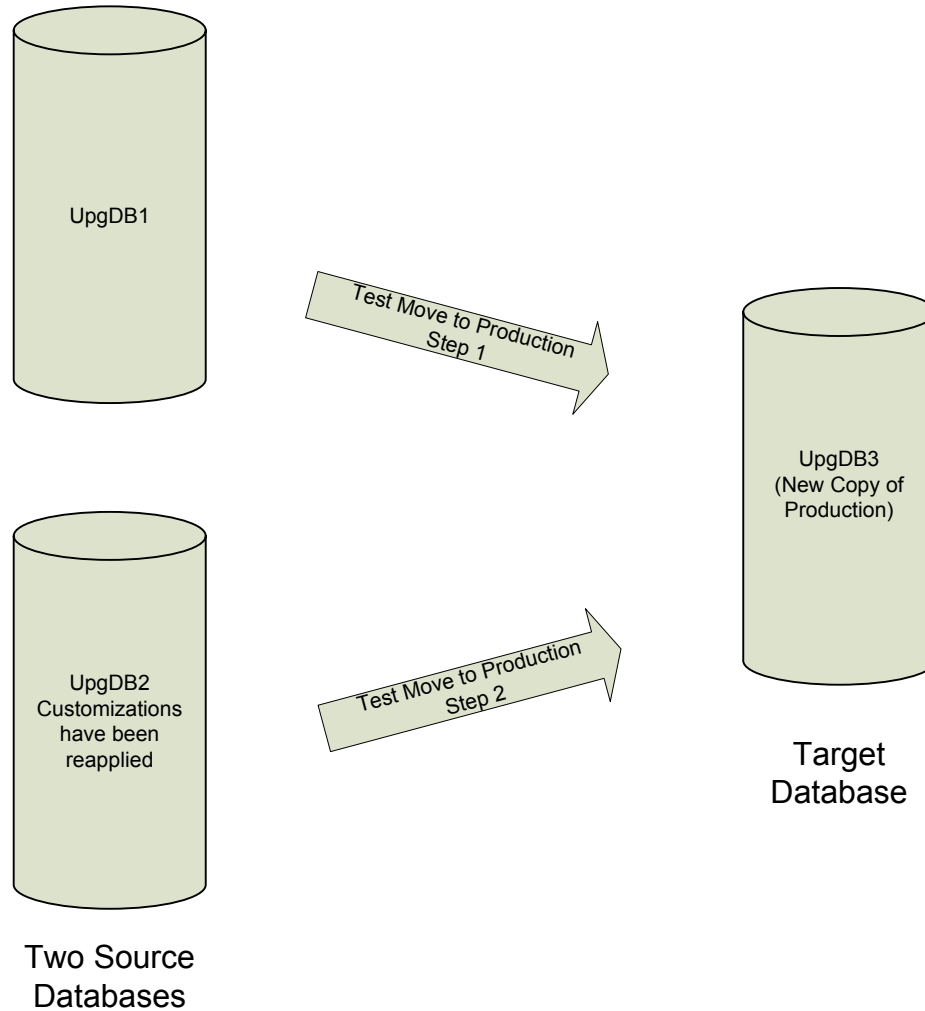 UpgDB1
Test Move to Production
Step 1
UpgDB3
(New Copy of
Production)
UpgDB2
Customizations
have been
reapplied
Test Move to Production
Step 2
Target
Database
Two Source
Databases